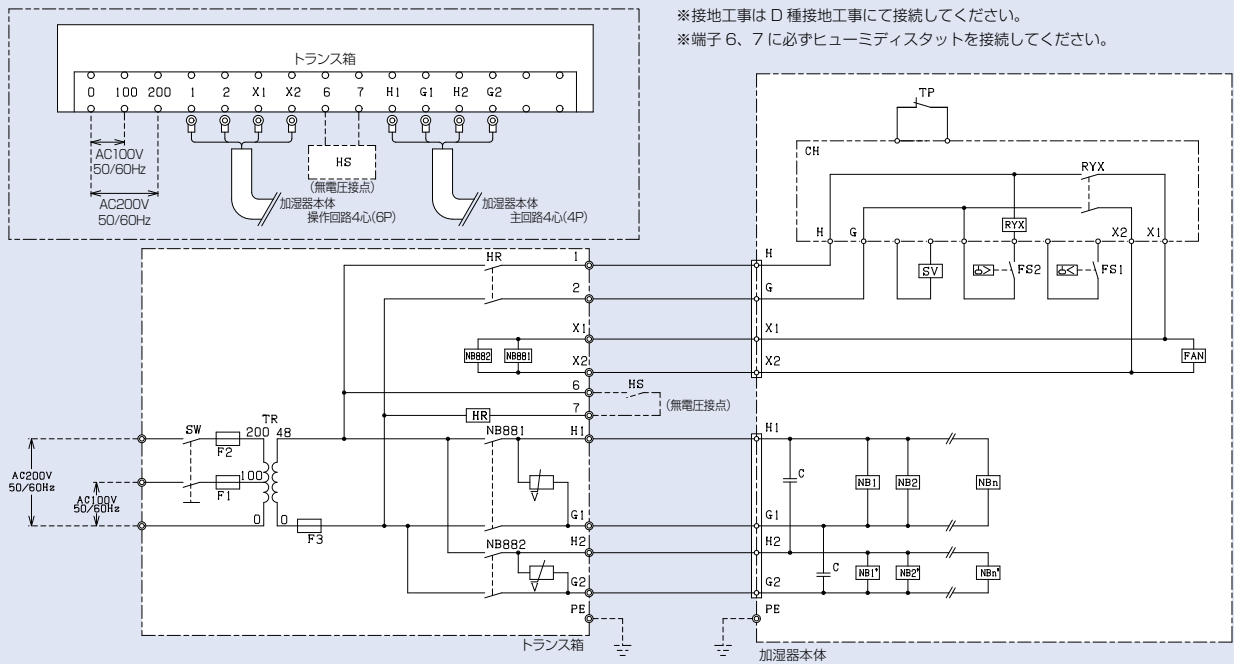 ※接地工事は D 種接地工事にて接続してください。
※端子 6、7 に必ずヒューミディスタットを接続してください。
トランス箱
0 100 200 1 2 X1 X2 6 7 H1 G1 H2 G2
AC100V
50/60Hz
AC200V
50/60Hz
HS
(無電圧接点)
加湿器本体
操作回路4心(6P)
加湿器本体
主回路4心(4P)
TP
CH
RYX
RYX
H G X2 X1
SV
FS2
FS1
HR
1
2
X1
X2
NB882
NB881
6
HS
7
(無電圧接点)
HR
H
G
X1
X2
FAN
SW
F2
TR
200 48
100
F1
0 0
F3
AC200V
50/60Hz
AC100V
50/60Hz
NB881
H1
V
G1
NB882
H2
V
G2
PE
H1
C
NB1
NB2
NBn
G1
H2
C
NB1'
NB2'
NBn'
G2
PE
トランス箱
加湿器本体